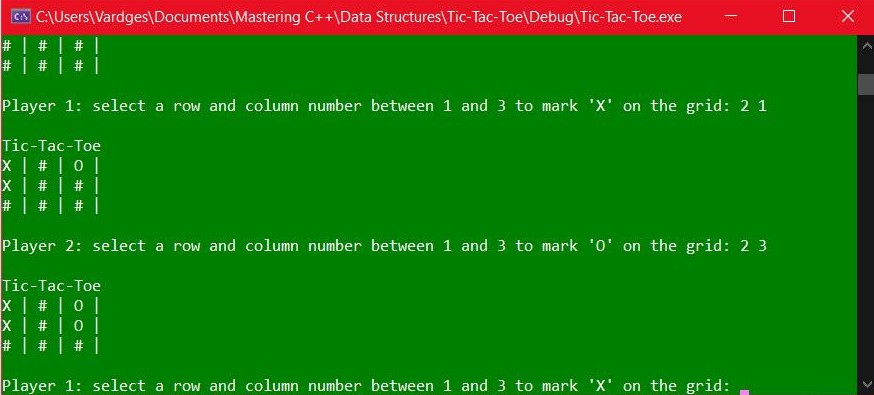 C:\Users\Vardges\Documents\Mastering C++\Data Structures\Tic-Tac-Toe\Debug\Tic-Tac-Toe.exe
# | # | # |
# | # | # |
Player 1: select a row and column number between 1 and 3 to mark 'X' on the grid: 2 1
Tic-Tac-Toe
X | # | O |
X | # | # |
# | # | # |
Player 2: select a row and column number between 1 and 3 to mark 'O' on the grid: 2 3
Tic-Tac-Toe
X | # | O |
X | # | O |
# | # | # |
Player 1: select a row and column number between 1 and 3 to mark 'X' on the grid: